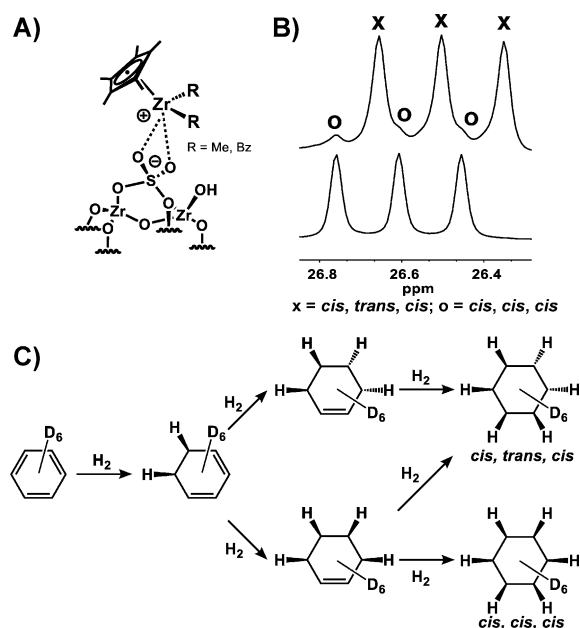 A)
Zr
R
R
⊕
R = Me, Bz
O
⊖
O
S
O
O
OH
O
Zr
O
Zr
O
O
O
B)
x
x
x
o
o
o
26.8
26.6
26.4
ppm
x = cis, trans, cis; o = cis, cis, cis
C)
D6
H2
H
H
D6
H2
H2
H
H
H
H
D6
H2
H
H
H
H
D6
H2
H2
H
H
H
H
D6
H
H
cis, trans, cis
H
H
H
H
D6
H
H
cis, cis, cis